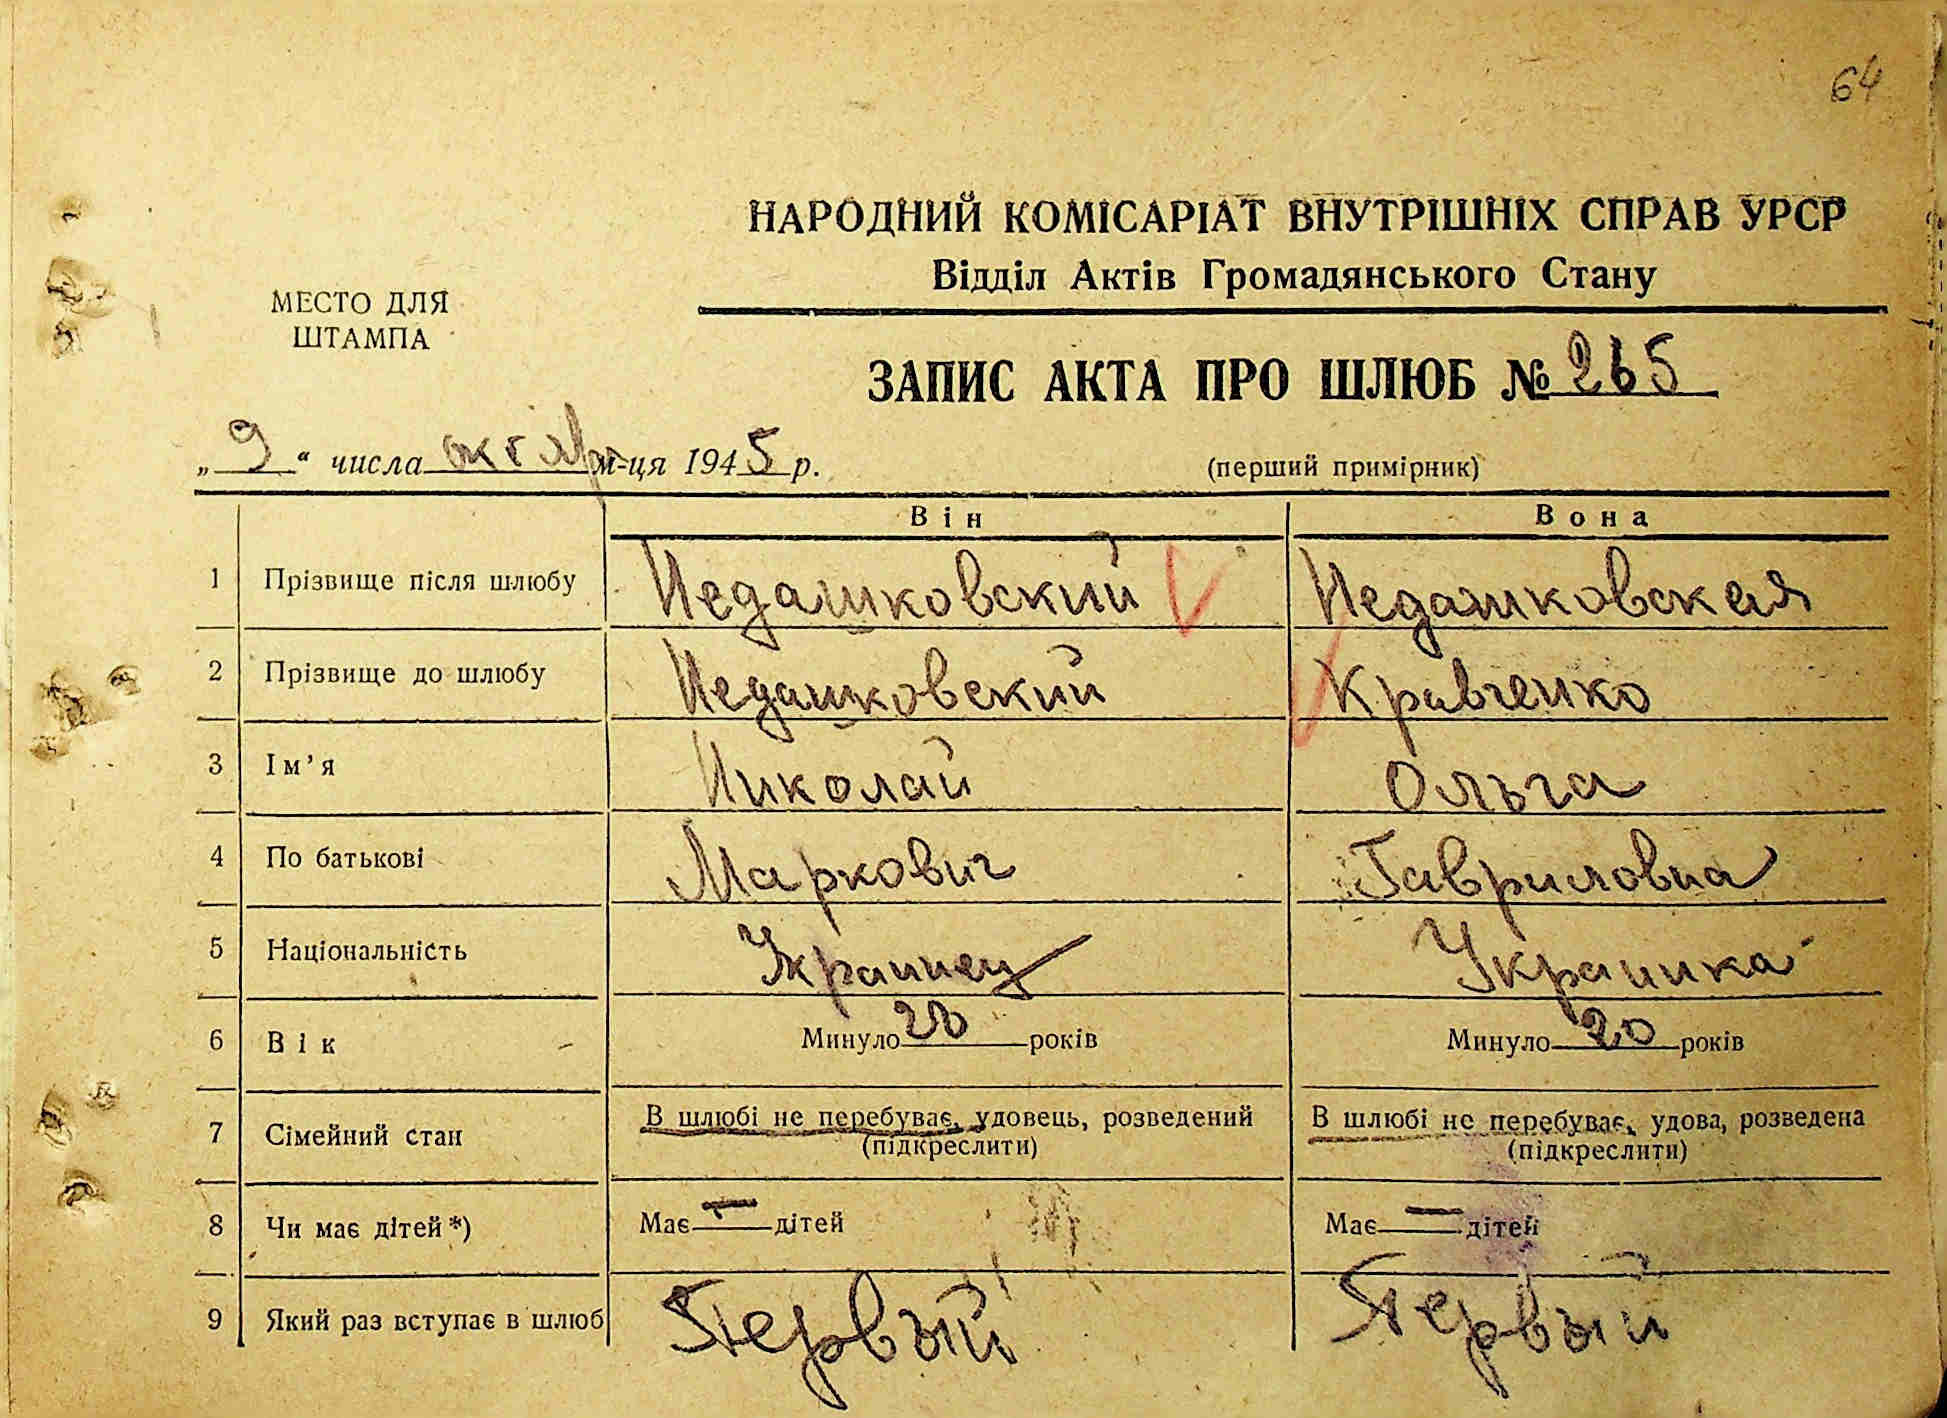 64
НАРОДНИЙ КОМІСАРІАТ ВНУТРІШНІХ СПРАВ УРСР
Відділ Актів Громадянського Стану
МЕСТО ДЛЯ
ШТАМПА
ЗАПИС АКТА ПРО ШЛЮБ № 265
„ 9 “ числа октябр м-ця 1945 р.
(перший примірник)
Він Вона
1 Прізвище після шлюбу Недашковский Недашковская
2 Прізвище до шлюбу Недашковский Кравченко
3 Ім’я Николай Ольга
4 По батькові Маркович Гавриловна
5 Національність Украинец Украинка
6 Вік Минуло років Минуло 20 років
7 Сімейний стан В шлюбі не перебуває, удовець, розведений В шлюбі не перебуває, удова, розведена
(підкреслити) (підкреслити)
8 Чи має дітей*) Має — дітей Має — дітей
9 Який раз вступає в шлюб Первый Первый